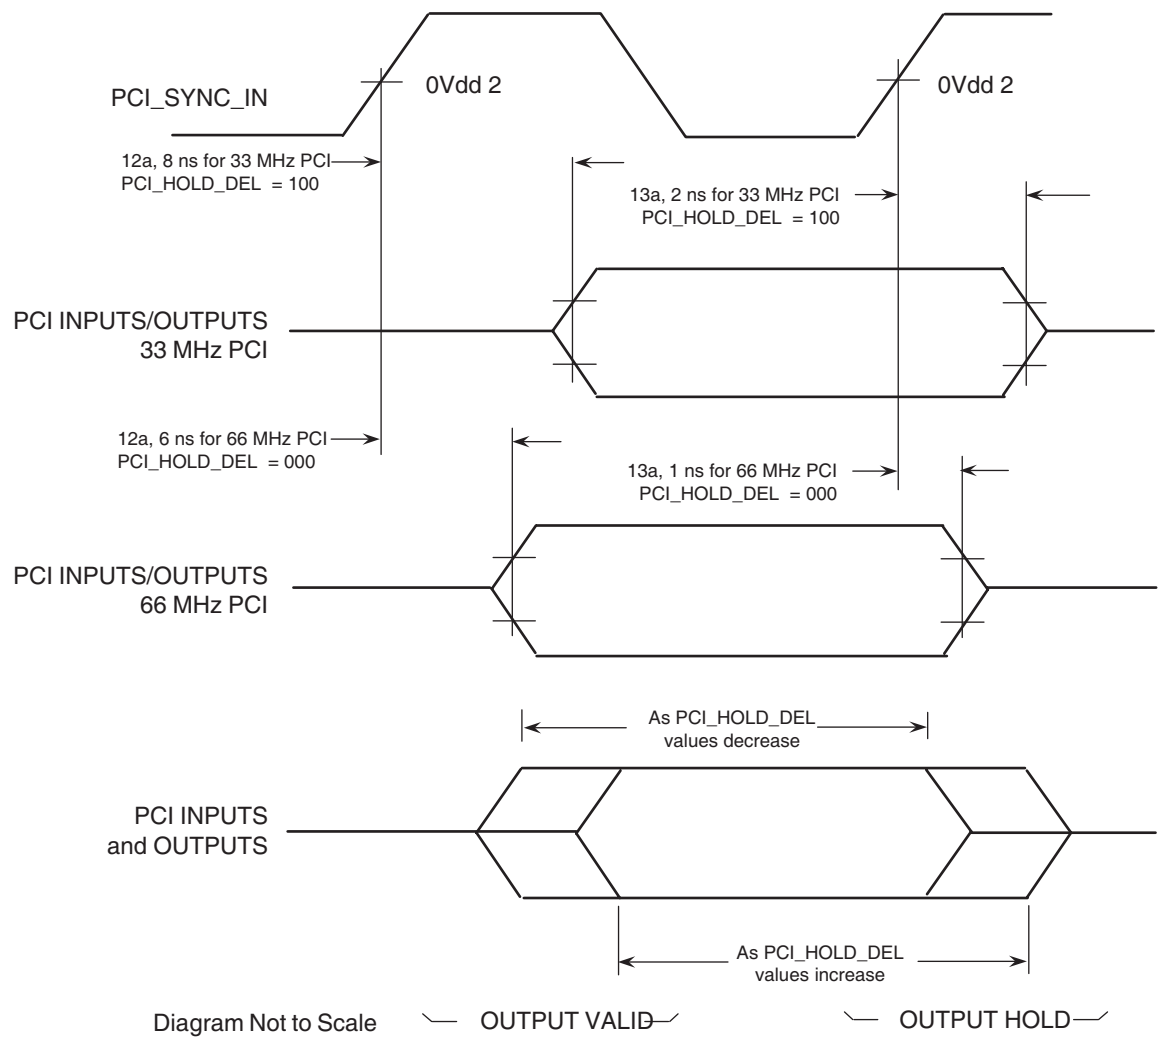 0Vdd 2
0Vdd 2
PCI_SYNC_IN
12a, 8 ns for 33 MHz PCI
PCI_HOLD_DEL = 100
13a, 2 ns for 33 MHz PCI
PCI_HOLD_DEL = 100
PCI INPUTS/OUTPUTS
33 MHz PCI
12a, 6 ns for 66 MHz PCI
PCI_HOLD_DEL = 000
13a, 1 ns for 66 MHz PCI
PCI_HOLD_DEL = 000
PCI INPUTS/OUTPUTS
66 MHz PCI
As PCI_HOLD_DEL
values decrease
PCI INPUTS
and OUTPUTS
As PCI_HOLD_DEL
values increase
Diagram Not to Scale
OUTPUT VALID
OUTPUT HOLD